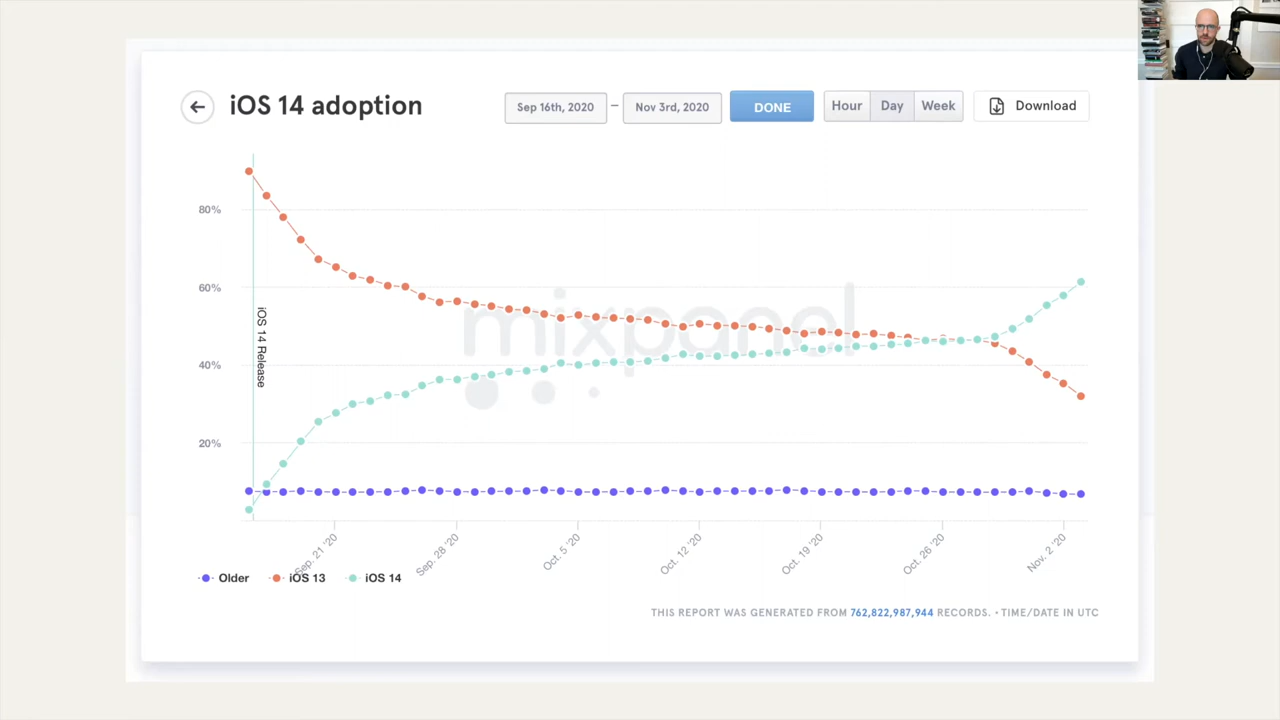 iOS 14 adoption
Sep 16th, 2020 – Nov 3rd, 2020
DONE
Hour Day Week
Download
80%
60%
40%
20%
iOS 14 Release
mixpanel
Sep. 21 '20
Sep. 28 '20
Oct. 5 '20
Oct. 12 '20
Oct. 19 '20
Oct. 26 '20
Nov. 2 '20
Older iOS 13 iOS 14
THIS REPORT WAS GENERATED FROM 762,822,987,944 RECORDS. • TIME/DATE IN UTC